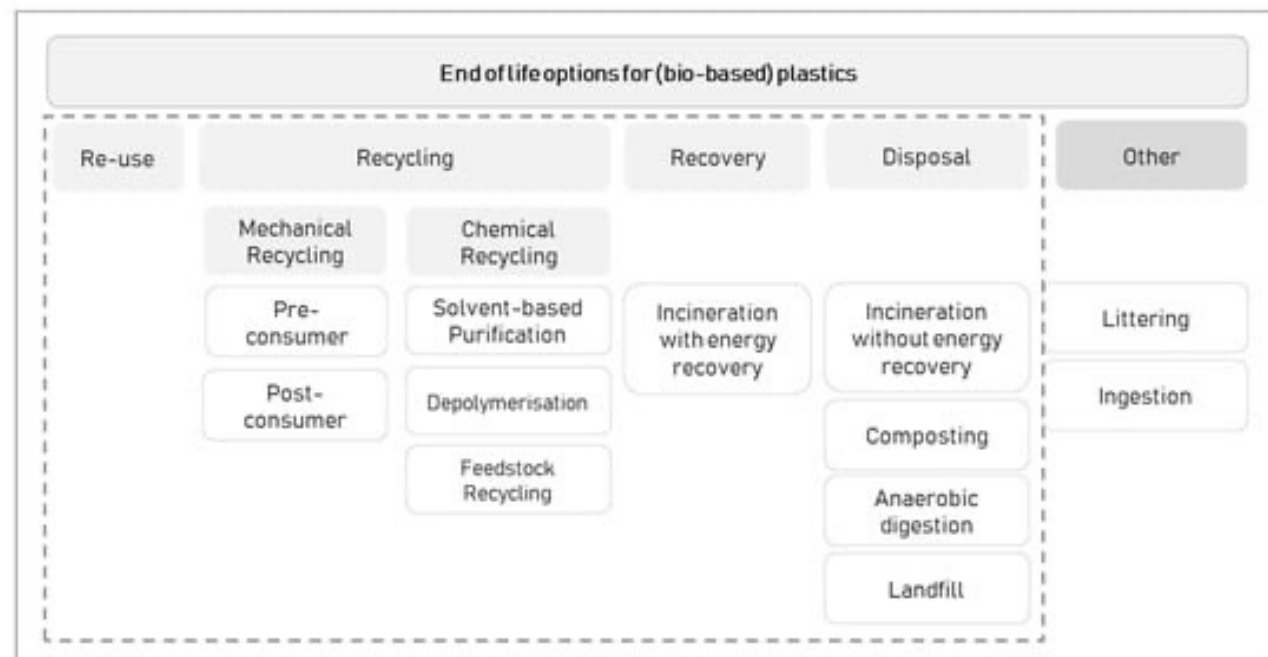 End of life options for (bio-based) plastics
Re-use
Recycling
Recovery
Disposal
Other
Mechanical
Recycling
Chemical
Recycling
Pre-
consumer
Post-
consumer
Solvent-based
Purification
Depolymerisation
Feedstock
Recycling
Incineration
with energy
recovery
Incineration
without energy
recovery
Composting
Anaerobic
digestion
Landfill
Littering
Ingestion